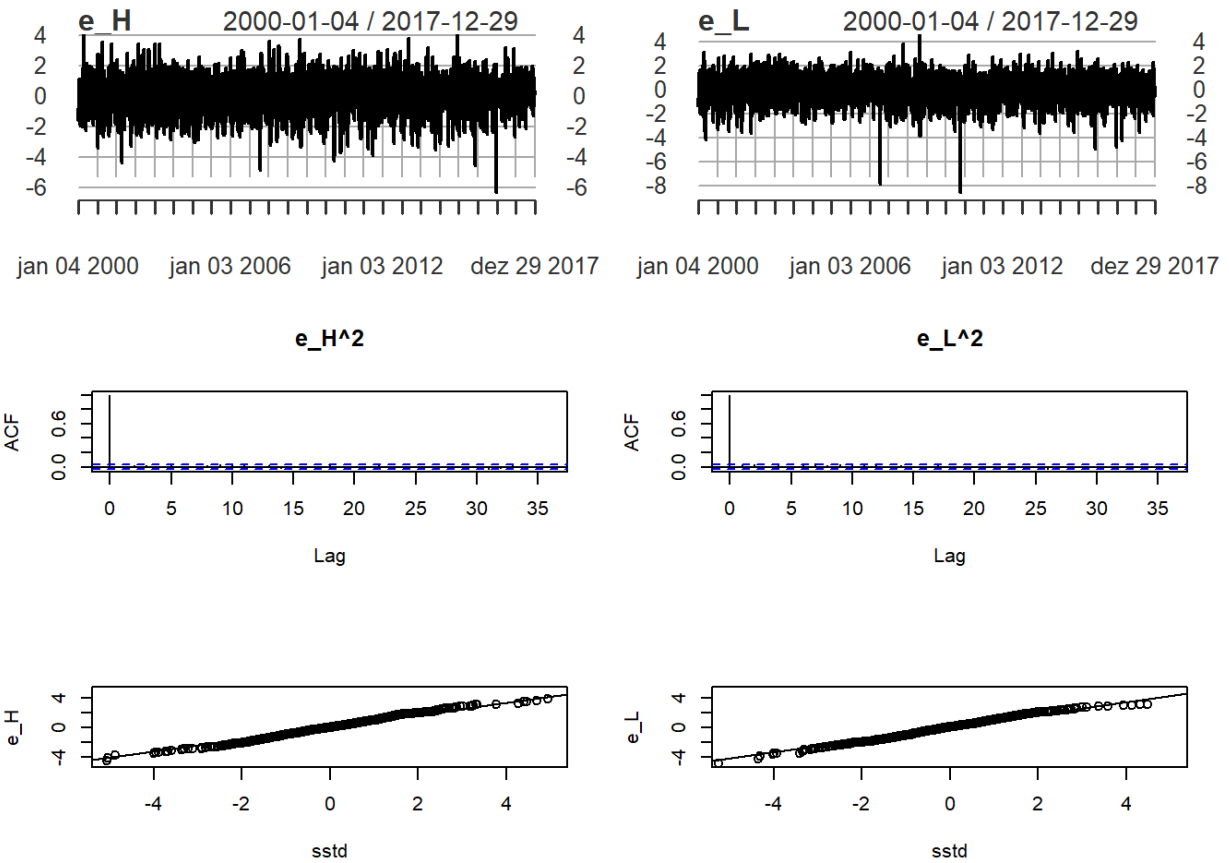 e_H 2000-01-04 / 2017-12-29
4 4
2 2
0 0
-2 -2
-4 -4
-6 -6
jan 04 2000 jan 03 2006 jan 03 2012 dez 29 2017
e_L 2000-01-04 / 2017-12-29
4 4
2 2
0 0
-2 -2
-4 -4
-6 -6
-8 -8
jan 04 2000 jan 03 2006 jan 03 2012 dez 29 2017
e_H^2
ACF
0.6
0.0
0 5 10 15 20 25 30 35
Lag
e_L^2
ACF
0.6
0.0
0 5 10 15 20 25 30 35
Lag
e_H
4
0
-4
-4 -2 0 2 4
sstd
e_L
4
0
-4
-4 -2 0 2 4
sstd